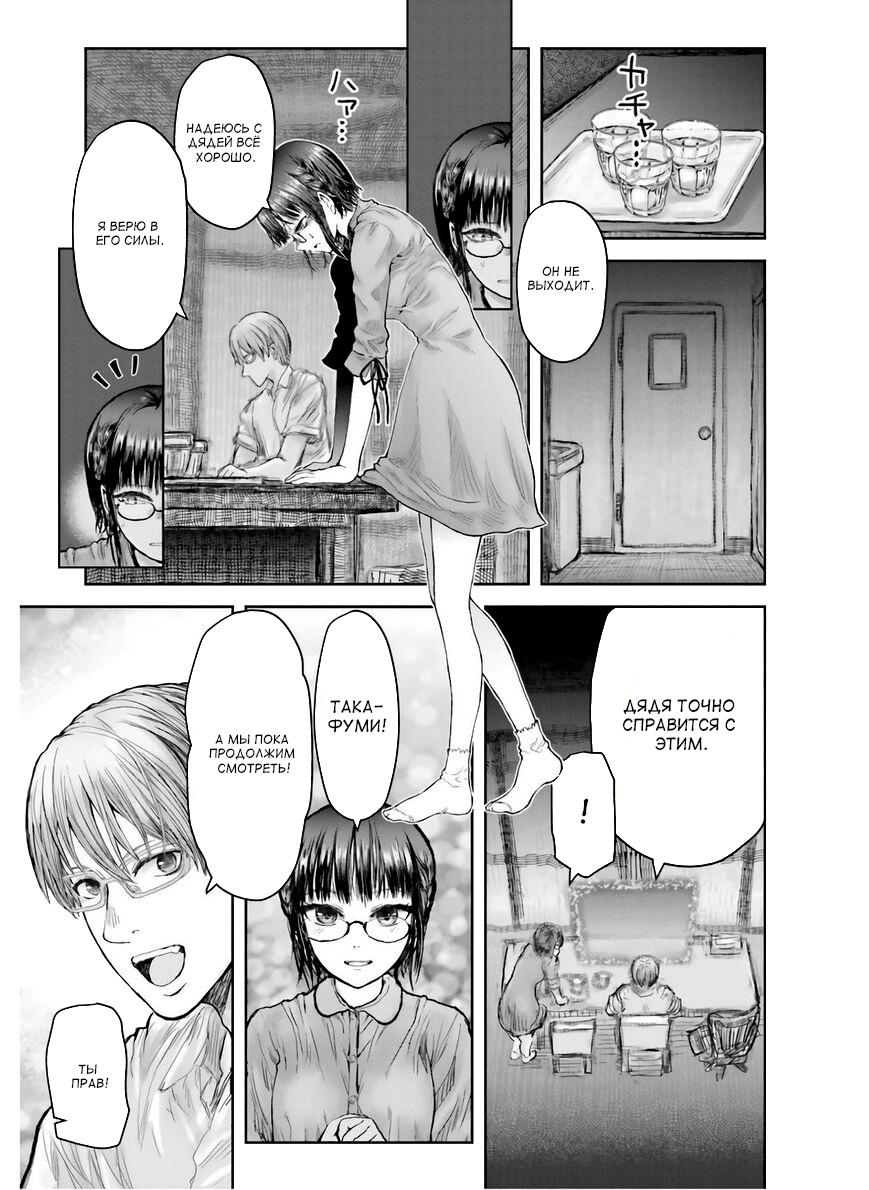 カチャ…
ОН НЕ
ВЫХОДИТ.
ハァ…
НАДЕЮСЬ С
ДЯДЕЙ ВСЁ
ХОРОШО.
Я ВЕРЮ В
ЕГО СИЛЫ.
ДЯДЯ ТОЧНО
СПРАВИТСЯ С
ЭТИМ.
!
ТАКА-
ФУМИ!
А МЫ ПОКА
ПРОДОЛЖИМ
СМОТРЕТЬ!
ТЫ
ПРАВ!